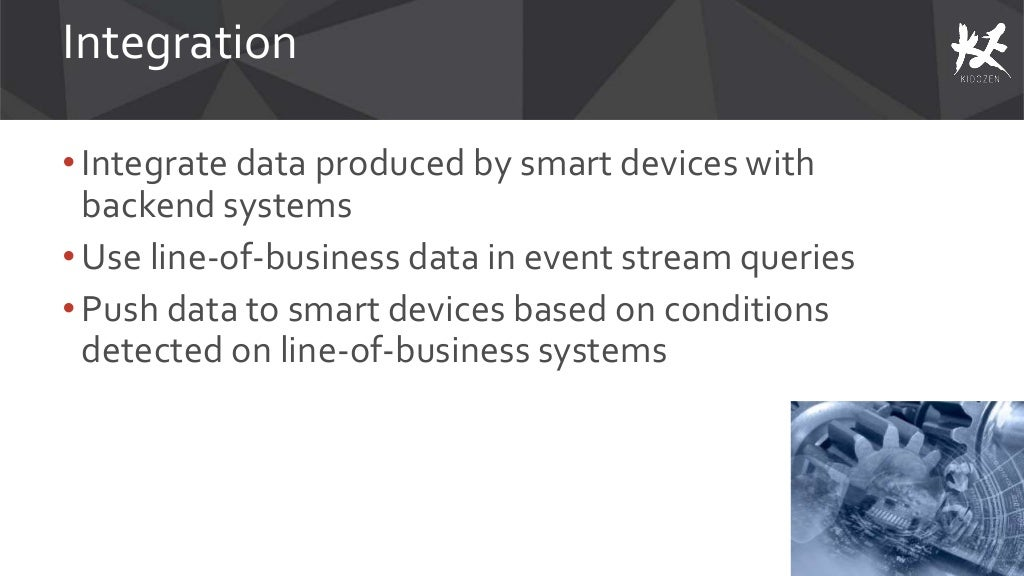 Integration
KIDOZEN
• Integrate data produced by smart devices with
backend systems
• Use line-of-business data in event stream queries
• Push data to smart devices based on conditions
detected on line-of-business systems